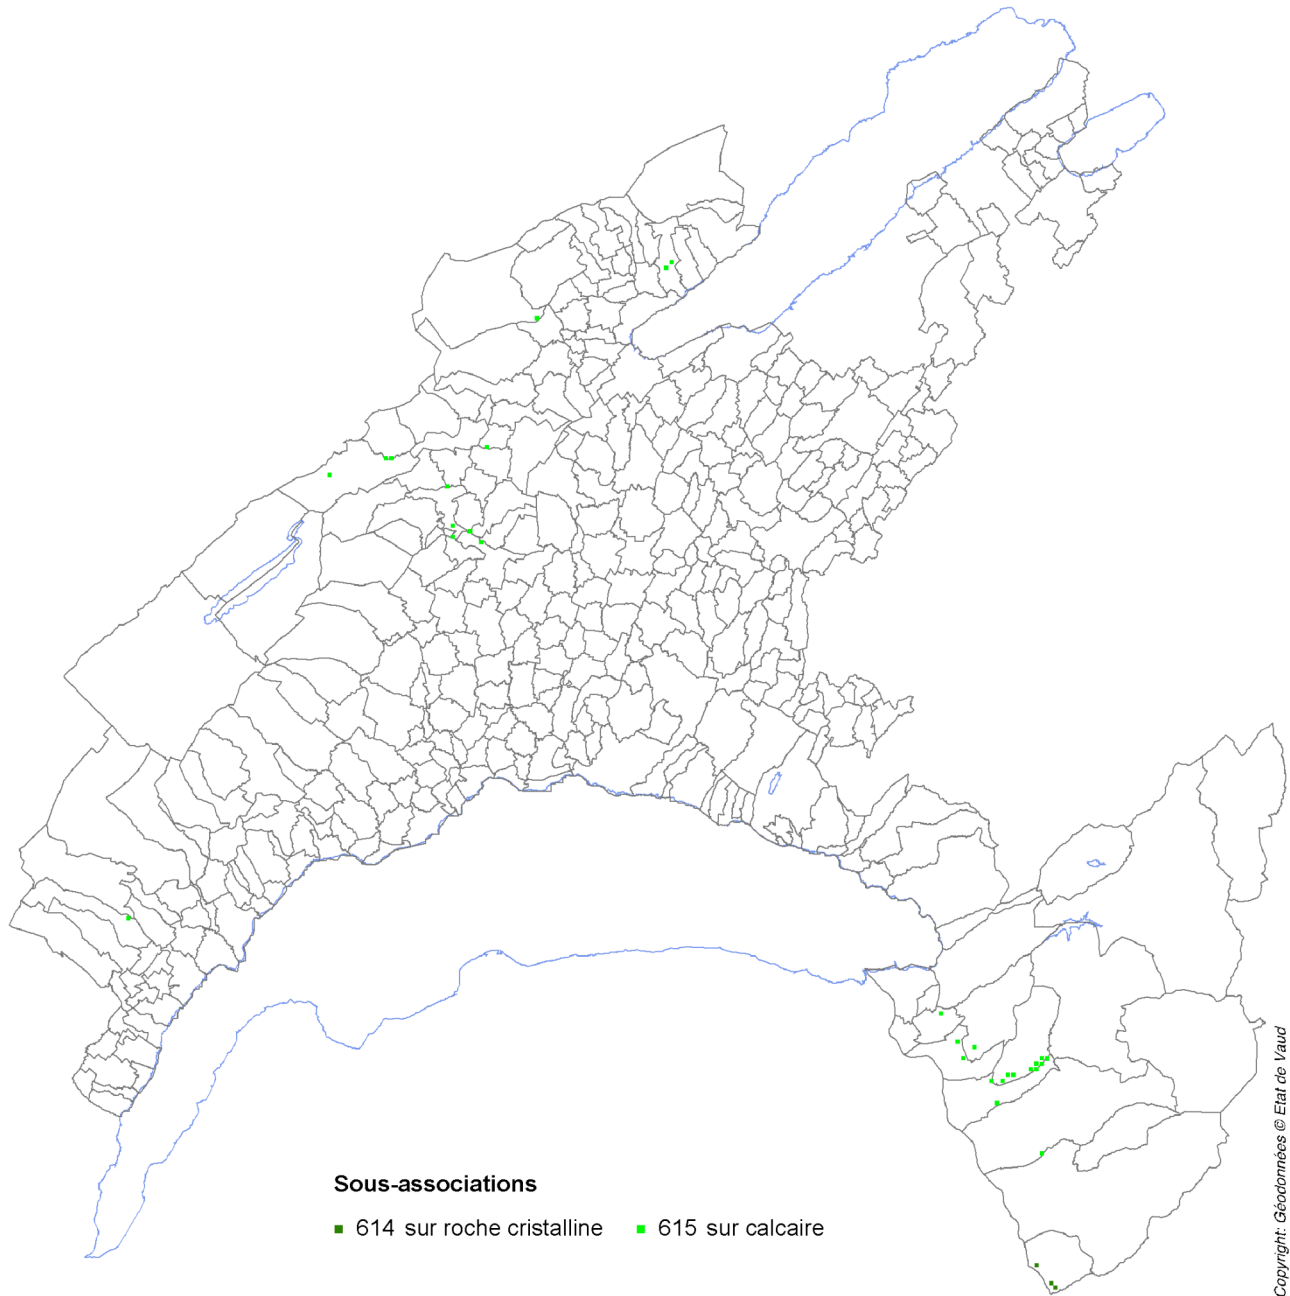 Sous-associations
614 sur roche cristalline
615 sur calcaire
Copyright: Géodonnées © Etat de Vaud